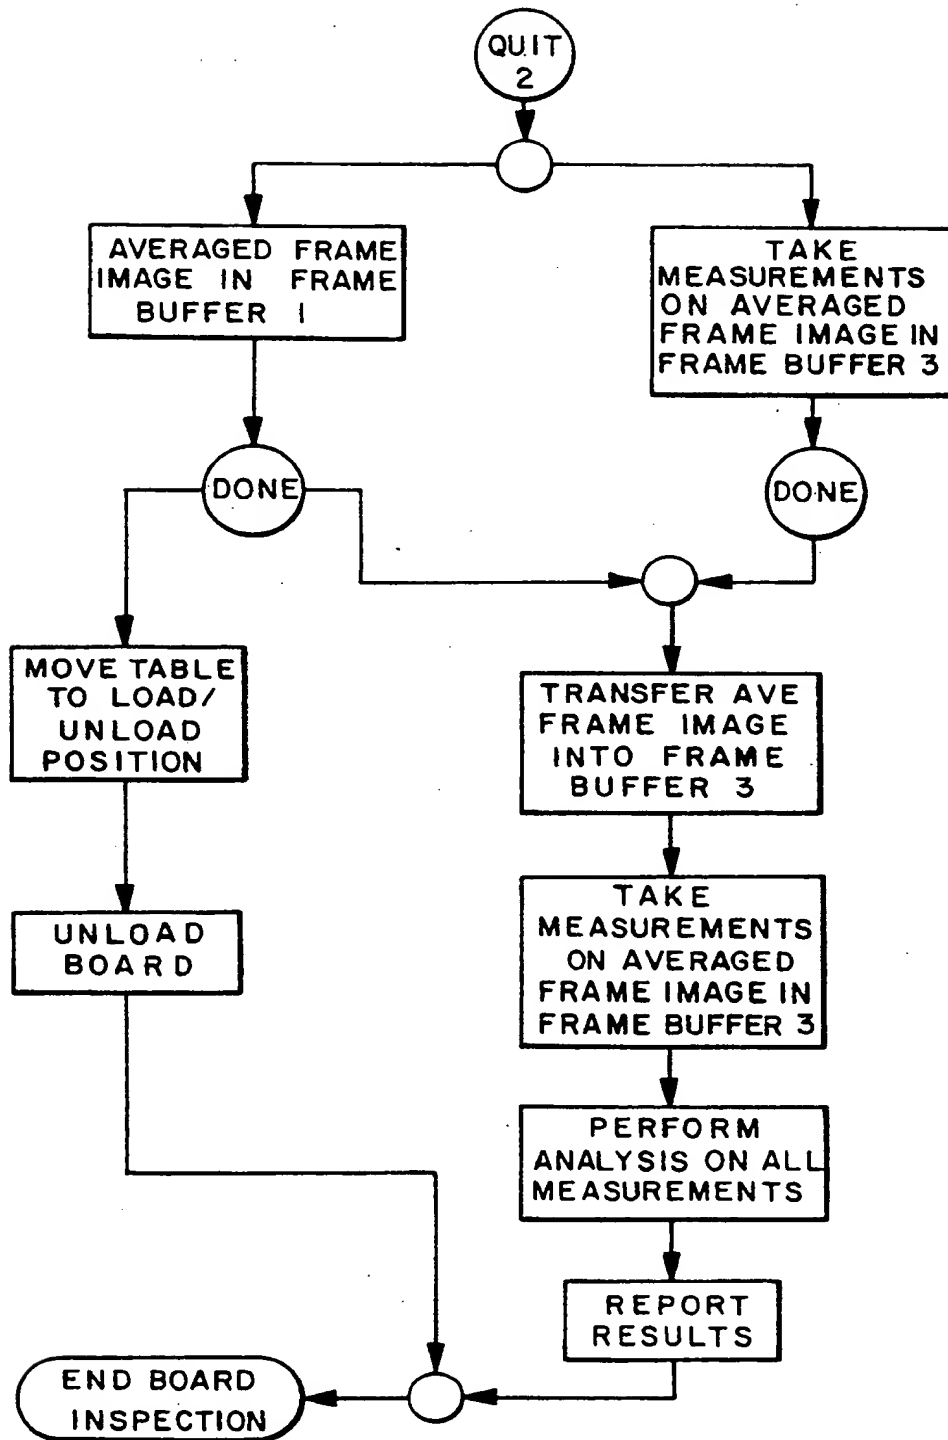 QUIT
2
AVERAGED FRAME
IMAGE IN FRAME
BUFFER 1
TAKE
MEASUREMENTS
ON AVERAGED
FRAME IMAGE IN
FRAME BUFFER 3
DONE
DONE
MOVE TABLE
TO LOAD/
UNLOAD
POSITION
TRANSFER AVE
FRAME IMAGE
INTO FRAME
BUFFER 3
UNLOAD
BOARD
TAKE
MEASUREMENTS
ON AVERAGED
FRAME IMAGE IN
FRAME BUFFER 3
PERFORM
ANALYSIS ON ALL
MEASUREMENTS
REPORT
RESULTS
END BOARD
INSPECTION